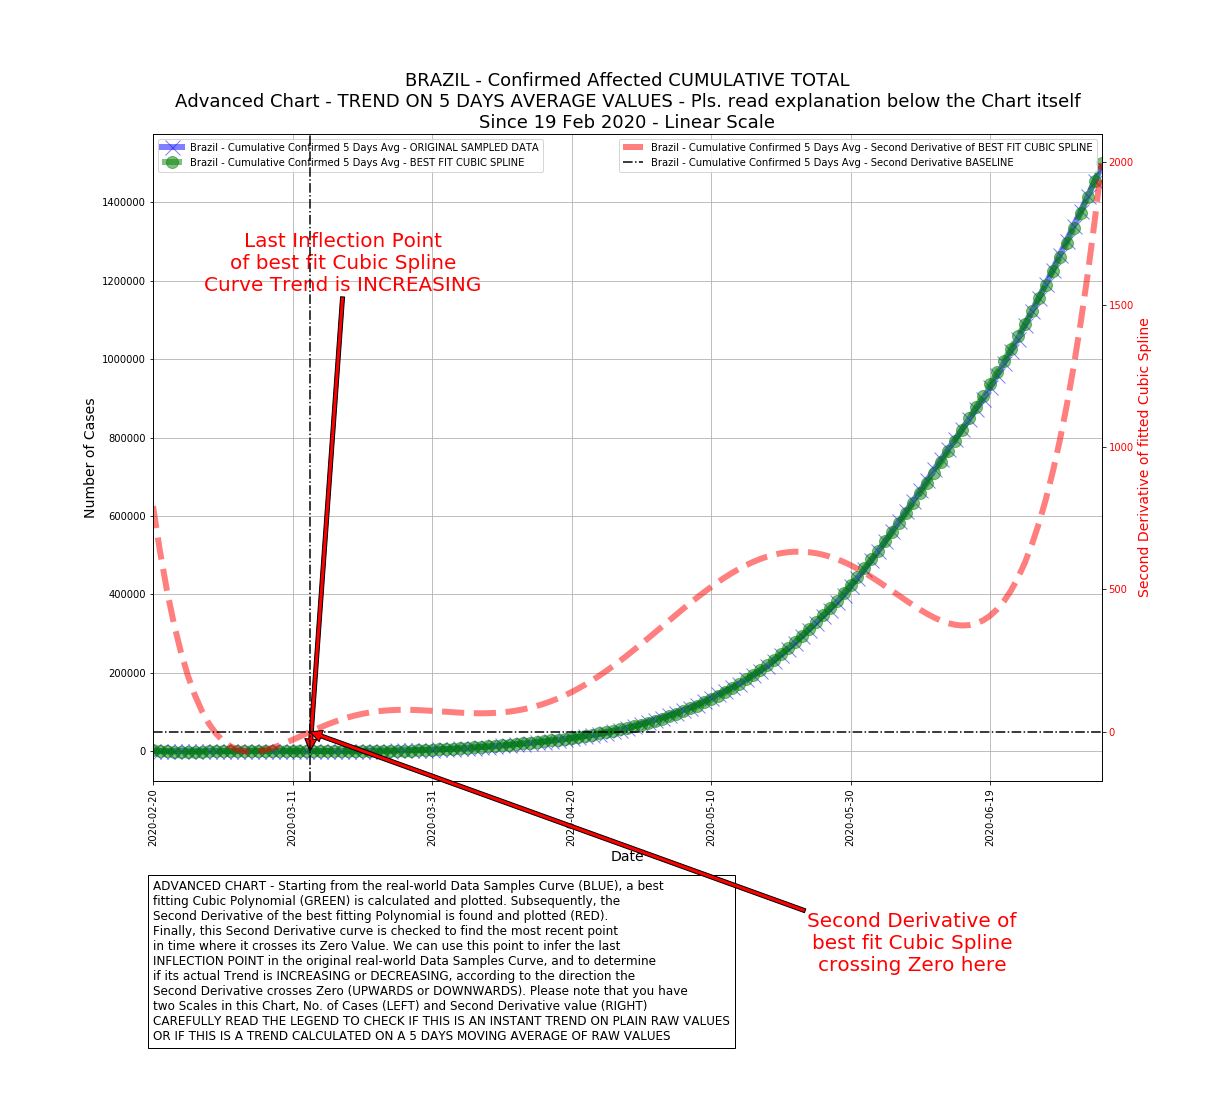 BRAZIL - Confirmed Affected CUMULATIVE TOTAL
Advanced Chart - TREND ON 5 DAYS AVERAGE VALUES - Pls. read explanation below the Chart itself
Since 19 Feb 2020 - Linear Scale
Brazil - Cumulative Confirmed 5 Days Avg - ORIGINAL SAMPLED DATA
Brazil - Cumulative Confirmed 5 Days Avg - BEST FIT CUBIC SPLINE
Brazil - Cumulative Confirmed 5 Days Avg - Second Derivative of BEST FIT CUBIC SPLINE
Brazil - Cumulative Confirmed 5 Days Avg - Second Derivative BASELINE
Last Inflection Point
of best fit Cubic Spline
Curve Trend is INCREASING
Number of Cases
1400000
1200000
1000000
800000
600000
400000
200000
0
2000
1500
1000
500
0
Second Derivative of fitted Cubic Spline
2020-02-20
2020-03-11
2020-03-31
2020-04-20
2020-05-10
2020-05-30
2020-06-19
Date
ADVANCED CHART - Starting from the real-world Data Samples Curve (BLUE), a best
fitting Cubic Polynomial (GREEN) is calculated and plotted. Subsequently, the
Second Derivative of the best fitting Polynomial is found and plotted (RED).
Finally, this Second Derivative curve is checked to find the most recent point
in time where it crosses its Zero Value. We can use this point to infer the last
INFLECTION POINT in the original real-world Data Samples Curve, and to determine
if its actual Trend is INCREASING or DECREASING, according to the direction the
Second Derivative crosses Zero (UPWARDS or DOWNWARDS). Please note that you have
two Scales in this Chart, No. of Cases (LEFT) and Second Derivative value (RIGHT)
CAREFULLY READ THE LEGEND TO CHECK IF THIS IS AN INSTANT TREND ON PLAIN RAW VALUES
OR IF THIS IS A TREND CALCULATED ON A 5 DAYS MOVING AVERAGE OF RAW VALUES
Second Derivative of
best fit Cubic Spline
crossing Zero here